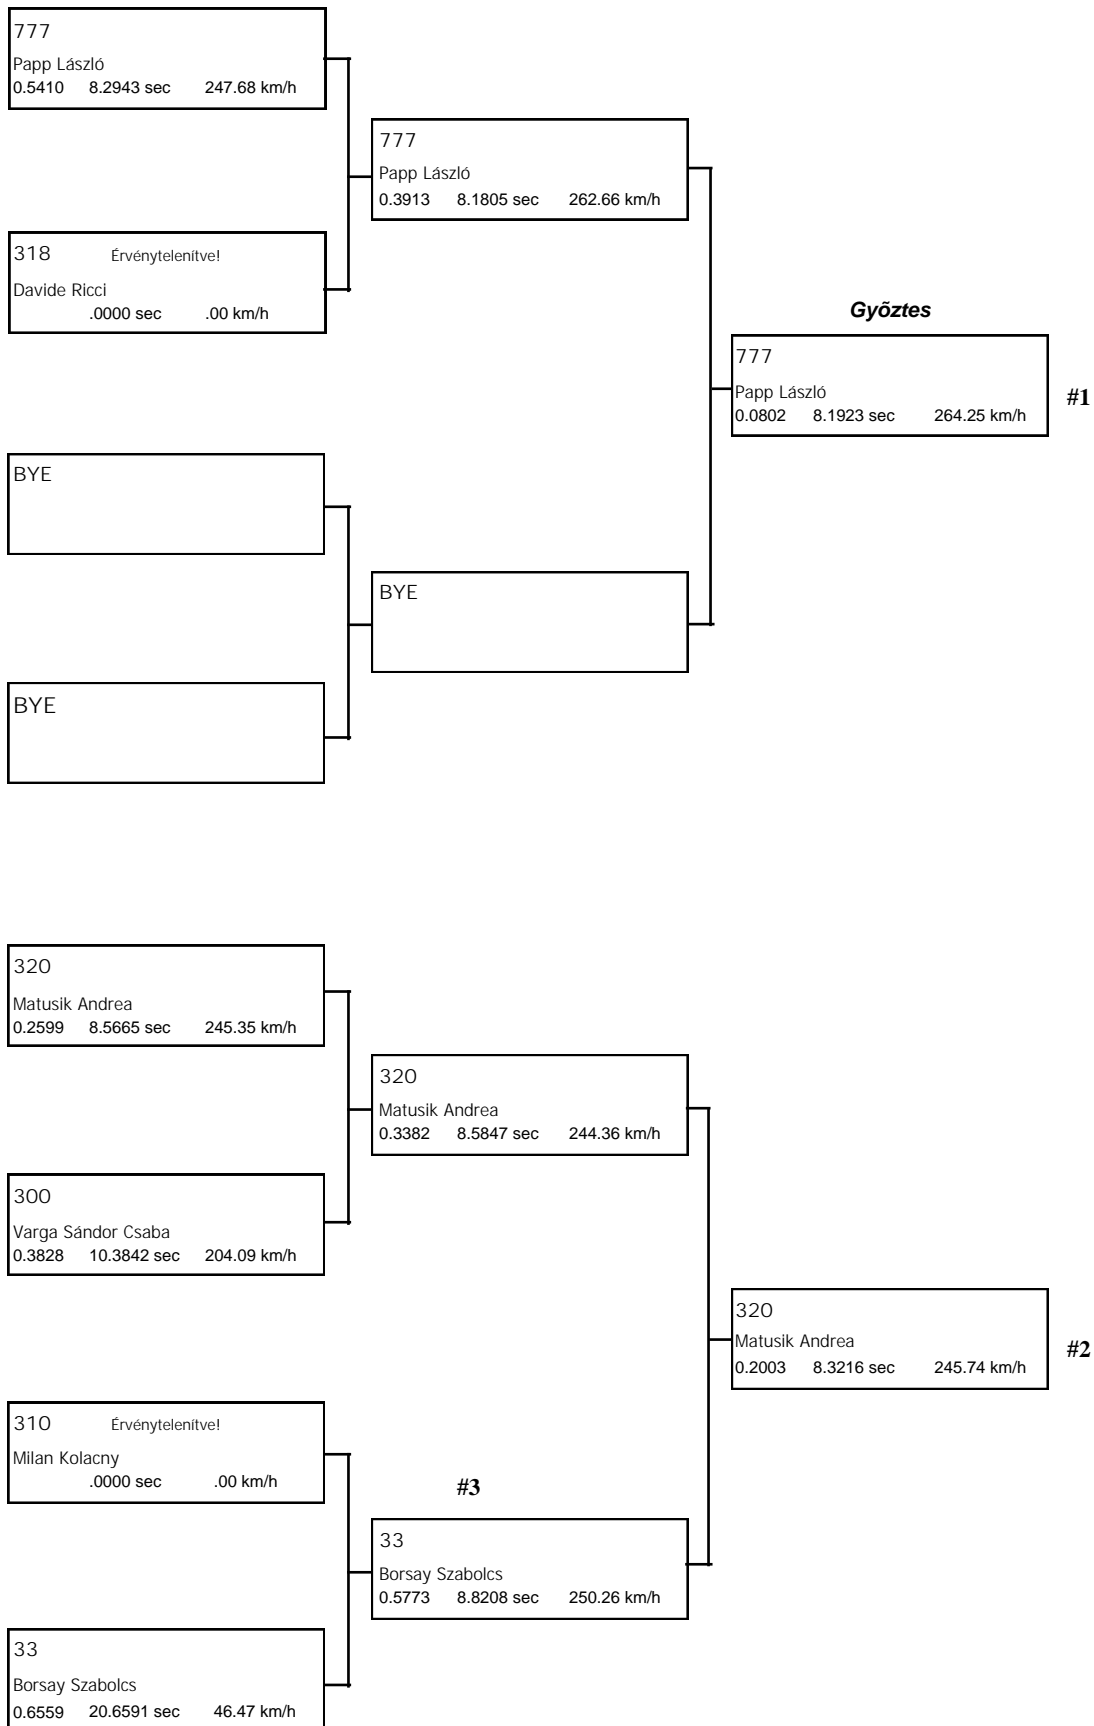 777
Papp László
0.5410 8.2943 sec 247.68 km/h
777
Papp László
0.3913 8.1805 sec 262.66 km/h
318 Érvénytelenítve!
Davide Ricci
.0000 sec .00 km/h
Gyõztes
777
Papp László
0.0802 8.1923 sec 264.25 km/h
#1
BYE
BYE
BYE
320
Matusik Andrea
0.2599 8.5665 sec 245.35 km/h
320
Matusik Andrea
0.3382 8.5847 sec 244.36 km/h
300
Varga Sándor Csaba
0.3828 10.3842 sec 204.09 km/h
320
Matusik Andrea
0.2003 8.3216 sec 245.74 km/h
#2
310 Érvénytelenítve!
Milan Kolacny
.0000 sec .00 km/h
#3
33
Borsay Szabolcs
0.5773 8.8208 sec 250.26 km/h
33
Borsay Szabolcs
0.6559 20.6591 sec 46.47 km/h